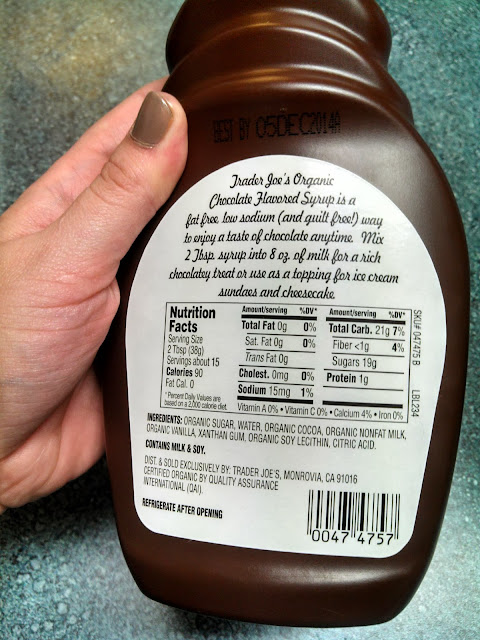 BEST BY 05DEC2014A
Trader Joe's Organic
Chocolate Flavored Syrup is a
fat free, low sodium (and guilt free!) way
to enjoy a taste of chocolate anytime. Mix
2 Tbsp. syrup into 8 oz. of milk for a rich
chocolatey treat or use as a topping for ice cream
sundaes and cheesecake.
Nutrition
Facts
Serving Size
2 Tbsp (38g)
Servings about 15
Calories 90
Fat Cal. 0
*Percent Daily Values are
based on a 2,000 calorie diet.
Amount/serving %DV*
Total Fat 0g 0%
Sat. Fat 0g 0%
Trans Fat 0g
Cholest. 0mg 0%
Sodium 15mg 1%
Amount/serving %DV*
Total Carb. 21g 7%
Fiber <1g 4%
Sugars 19g
Protein 1g
Vitamin A 0% • Vitamin C 0% • Calcium 4% • Iron 0%
SKU# 047475 B LBL234
INGREDIENTS: ORGANIC SUGAR, WATER, ORGANIC COCOA, ORGANIC NONFAT MILK,
ORGANIC VANILLA, XANTHAN GUM, ORGANIC SOY LECITHIN, CITRIC ACID.
CONTAINS MILK & SOY.
DIST. & SOLD EXCLUSIVELY BY: TRADER JOE'S, MONROVIA, CA 91016
CERTIFIED ORGANIC BY QUALITY ASSURANCE
INTERNATIONAL (QAI).
REFRIGERATE AFTER OPENING
0047 4757